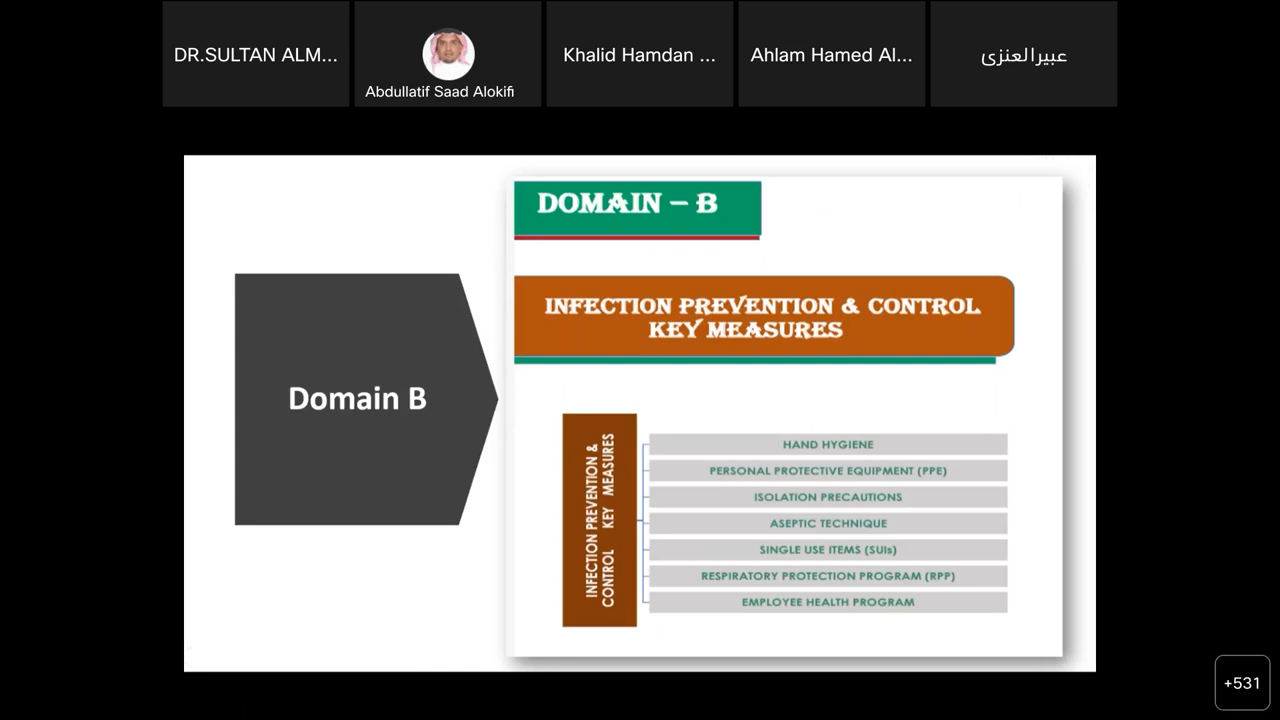 DR.SULTAN ALM...
Abdullatif Saad Alokifi
Khalid Hamdan ...
Ahlam Hamed Al...
عبيرالعنزى
DOMAIN – B
INFECTION PREVENTION & CONTROL
KEY MEASURES
Domain B
INFECTION PREVENTION &
CONTROL KEY MEASURES
HAND HYGIENE
PERSONAL PROTECTIVE EQUIPMENT (PPE)
ISOLATION PRECAUTIONS
ASEPTIC TECHNIQUE
SINGLE USE ITEMS (SUIs)
RESPIRATORY PROTECTION PROGRAM (RPP)
EMPLOYEE HEALTH PROGRAM
+531